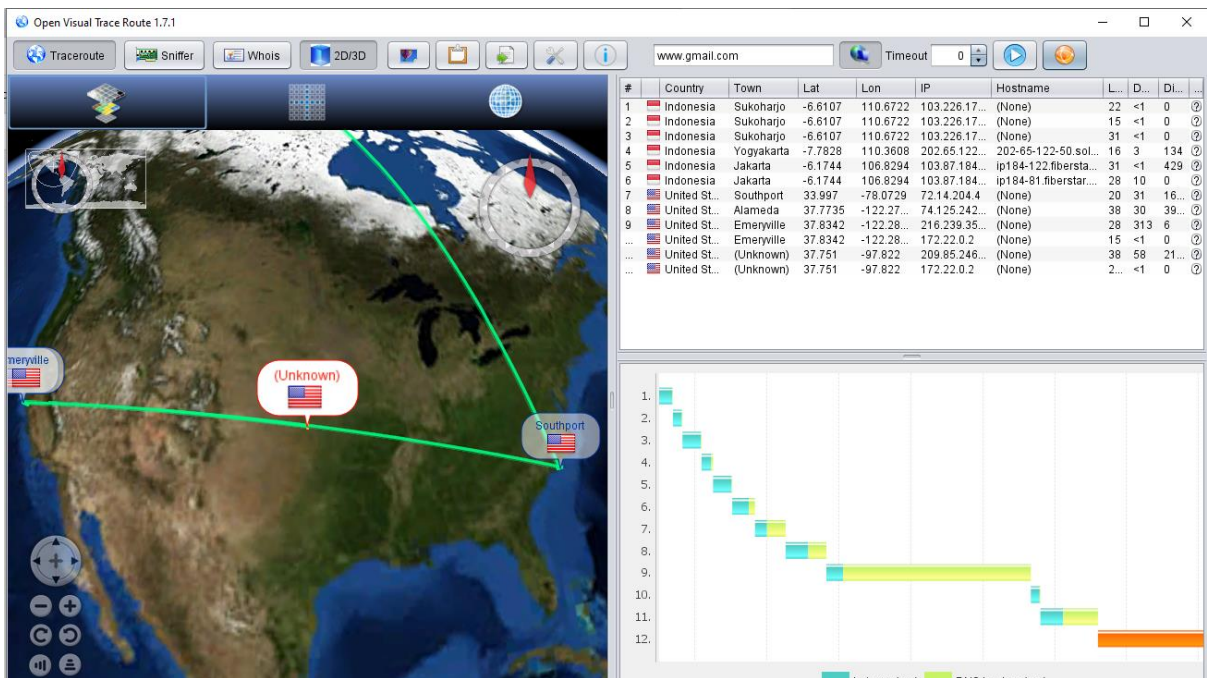 Open Visual Trace Route 1.7.1
Traceroute Sniffer Whois 2D/3D www.gmail.com Timeout 0
# Country Town Lat Lon IP Hostname L... D... Di... ...
1 Indonesia Sukoharjo -6.6107 110.6722 103.226.17... (None) 22 <1 0
2 Indonesia Sukoharjo -6.6107 110.6722 103.226.17... (None) 15 <1 0
3 Indonesia Sukoharjo -6.6107 110.6722 103.226.17... (None) 31 <1 0
4 Indonesia Yogyakarta -7.7828 110.3608 202.65.122... 202-65-122-50.sol... 16 3 134
5 Indonesia Jakarta -6.1744 106.8294 103.87.184... ip184-122.fibersta... 31 <1 429
6 Indonesia Jakarta -6.1744 106.8294 103.87.184... ip184-81.fiberstar.... 28 10 0
7 United St... Southport 33.997 -78.0729 72.14.204.4 (None) 20 31 16...
8 United St... Alameda 37.7735 -122.27... 74.125.242... (None) 38 30 39...
9 United St... Emeryville 37.8342 -122.28... 216.239.35... (None) 28 313 6
... United St... Emeryville 37.8342 -122.28... 172.22.0.2 (None) 15 <1 0
... United St... (Unknown) 37.751 -97.822 209.85.246... (None) 38 58 21...
... United St... (Unknown) 37.751 -97.822 172.22.0.2 (None) 2... <1 0
meryville
(Unknown)
Southport
1.
2.
3.
4.
5.
6.
7.
8.
9.
10.
11.
12.